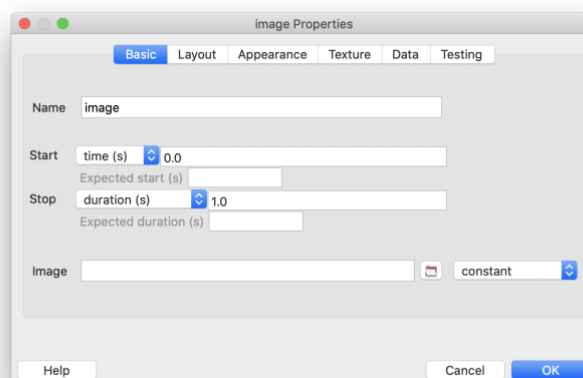 image Properties
Basic Layout Appearance Texture Data Testing
Name image
Start time (s) 0.0
Expected start (s)
Stop duration (s) 1.0
Expected duration (s)
Image constant
Help Cancel OK